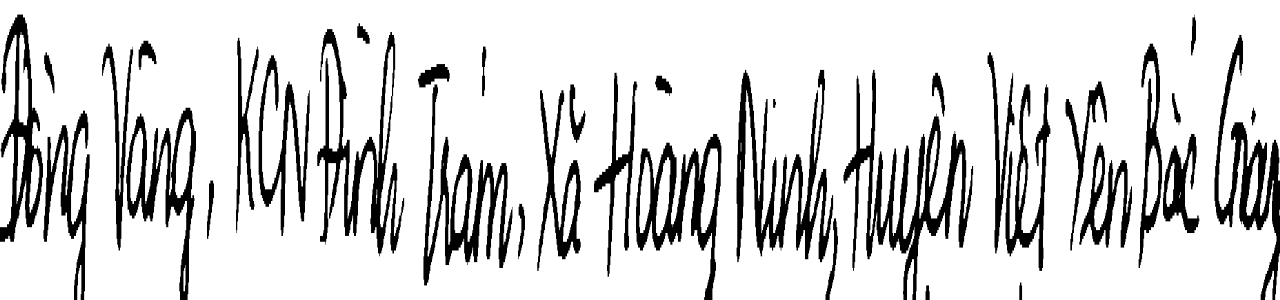 Đồng Vàng, KCN Đình Trám, Xã Hoàng Ninh, Huyện Việt Yên Bắc Giang